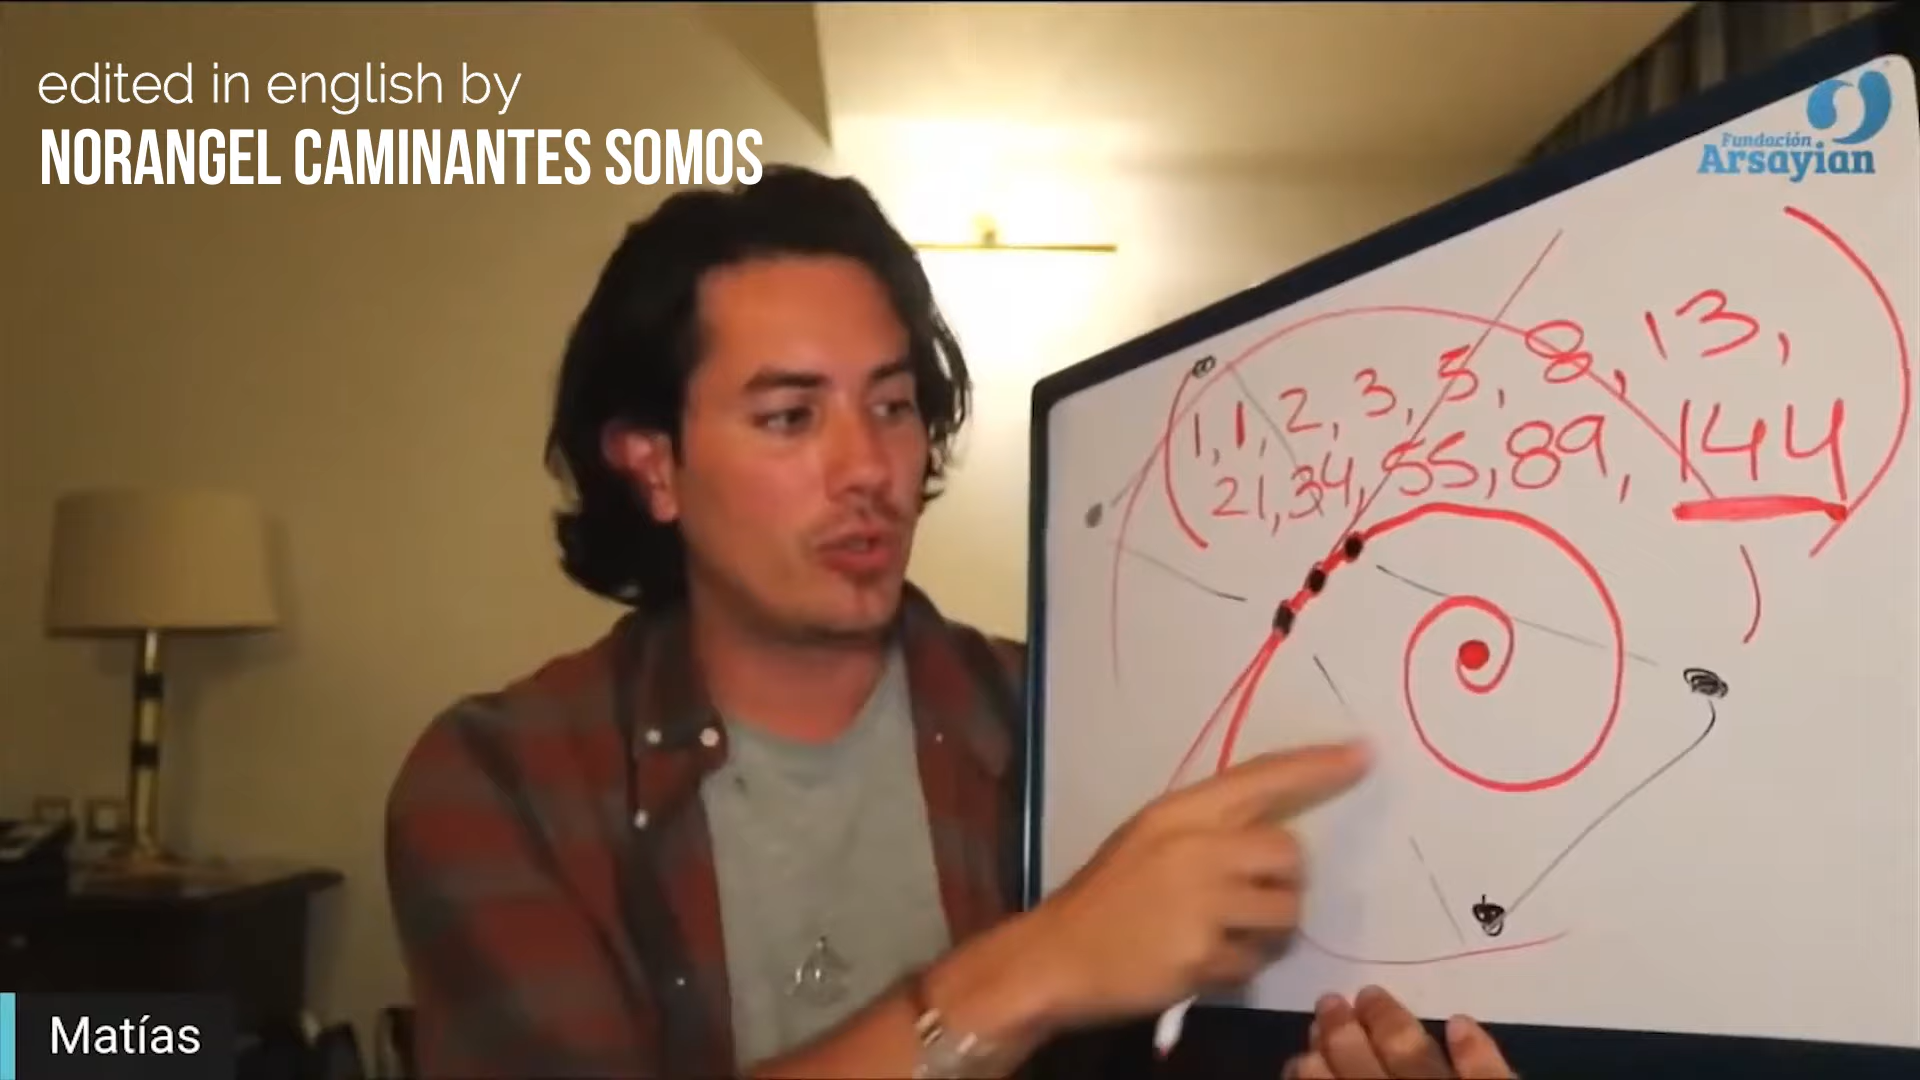 edited in english by
NORANGEL CAMINANTES SOMOS
Fundación
Arsayian
(1, 1, 2, 3, 5, 8, 13,
21, 34, 55, 89, 144)
Matías